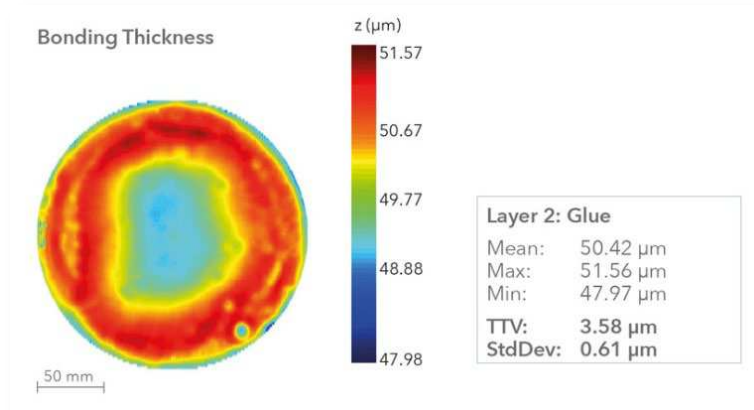 Bonding Thickness
z (µm)
51.57
50.67
49.77
48.88
47.98
50 mm
Layer 2: Glue
Mean: 50.42 µm
Max: 51.56 µm
Min: 47.97 µm
TTV: 3.58 µm
StdDev: 0.61 µm